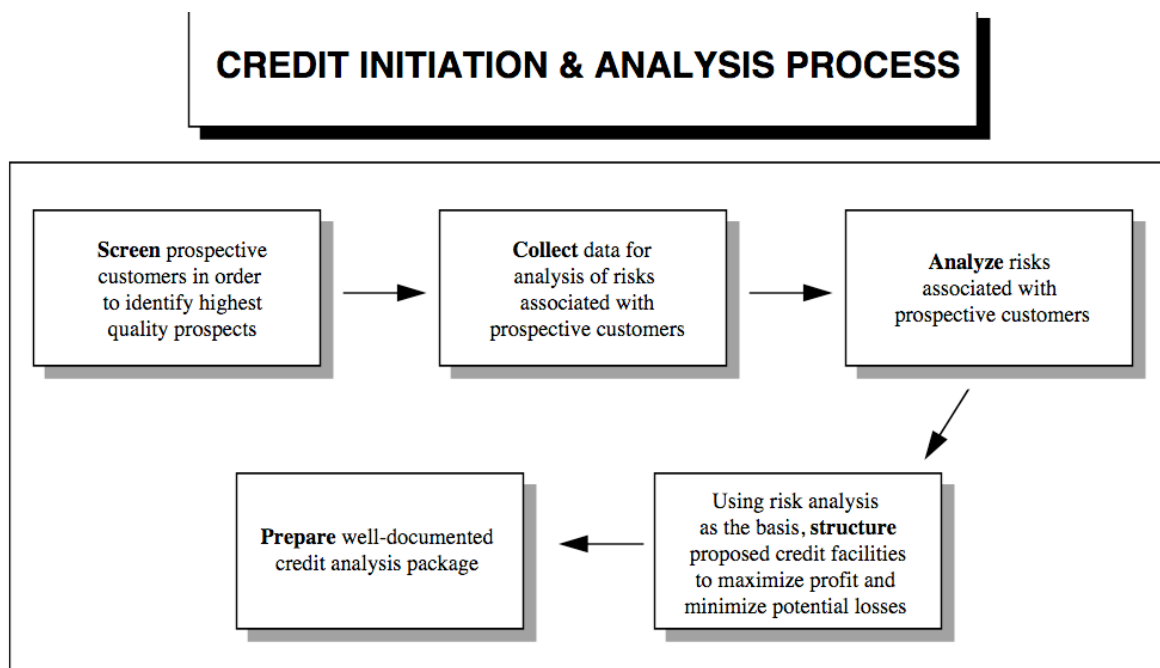 CREDIT INITIATION & ANALYSIS PROCESS
Screen prospective
customers in order
to identify highest
quality prospects
Collect data for
analysis of risks
associated with
prospective customers
Analyze risks
associated with
prospective customers
Using risk analysis
as the basis, structure
proposed credit facilities
to maximize profit and
minimize potential losses
Prepare well-documented
credit analysis package